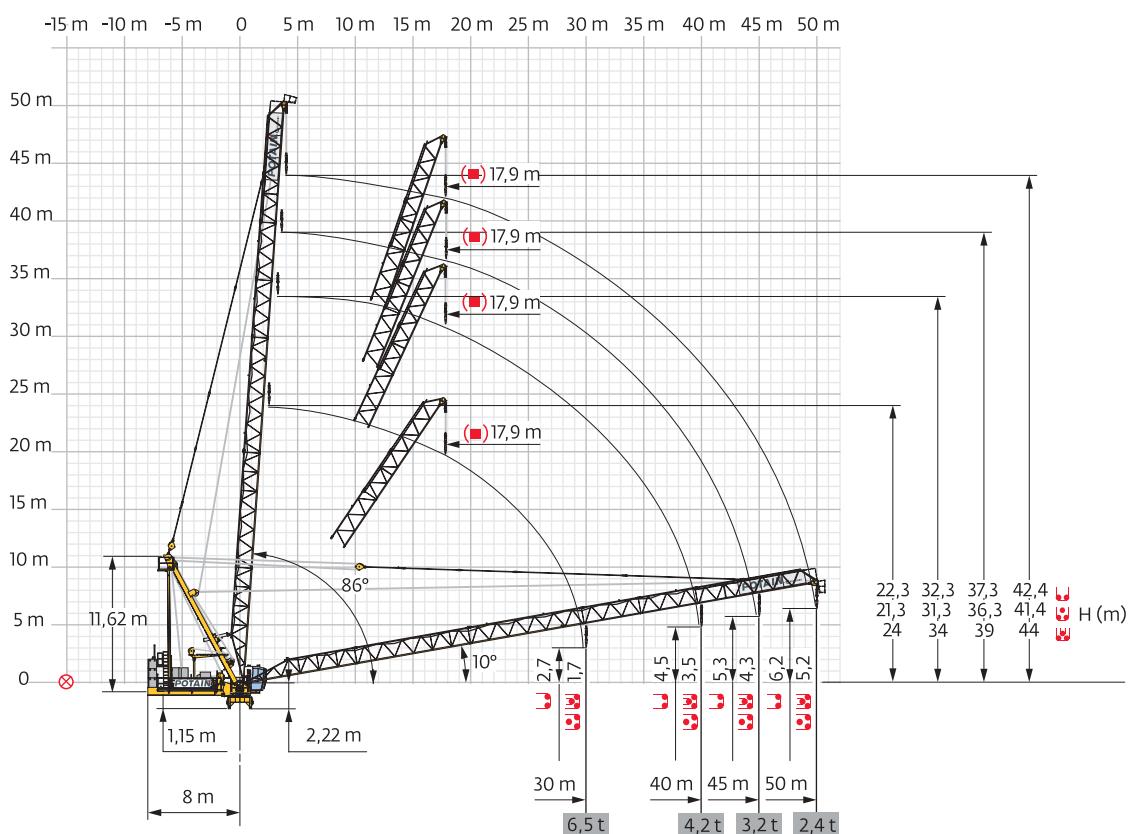 -15 m -10 m -5 m 0 5 m 10 m 15 m 20 m 25 m 30 m 35 m 40 m 45 m 50 m
50 m
45 m
40 m
35 m
30 m
25 m
20 m
15 m
10 m
5 m
0
POTAIN
17,9 m
17,9 m
17,9 m
17,9 m
86°
11,62 m
POTAIN
10°
POTAIN
22,3 32,3 37,3 42,4
21,3 31,3 36,3 41,4 H (m)
24 34 39 44
2,7 1,7 4,5 3,5 5,3 4,3 6,2 5,2
1,15 m 2,22 m
8 m 30 m 40 m 45 m 50 m
6,5 t 4,2 t 3,2 t 2,4 t